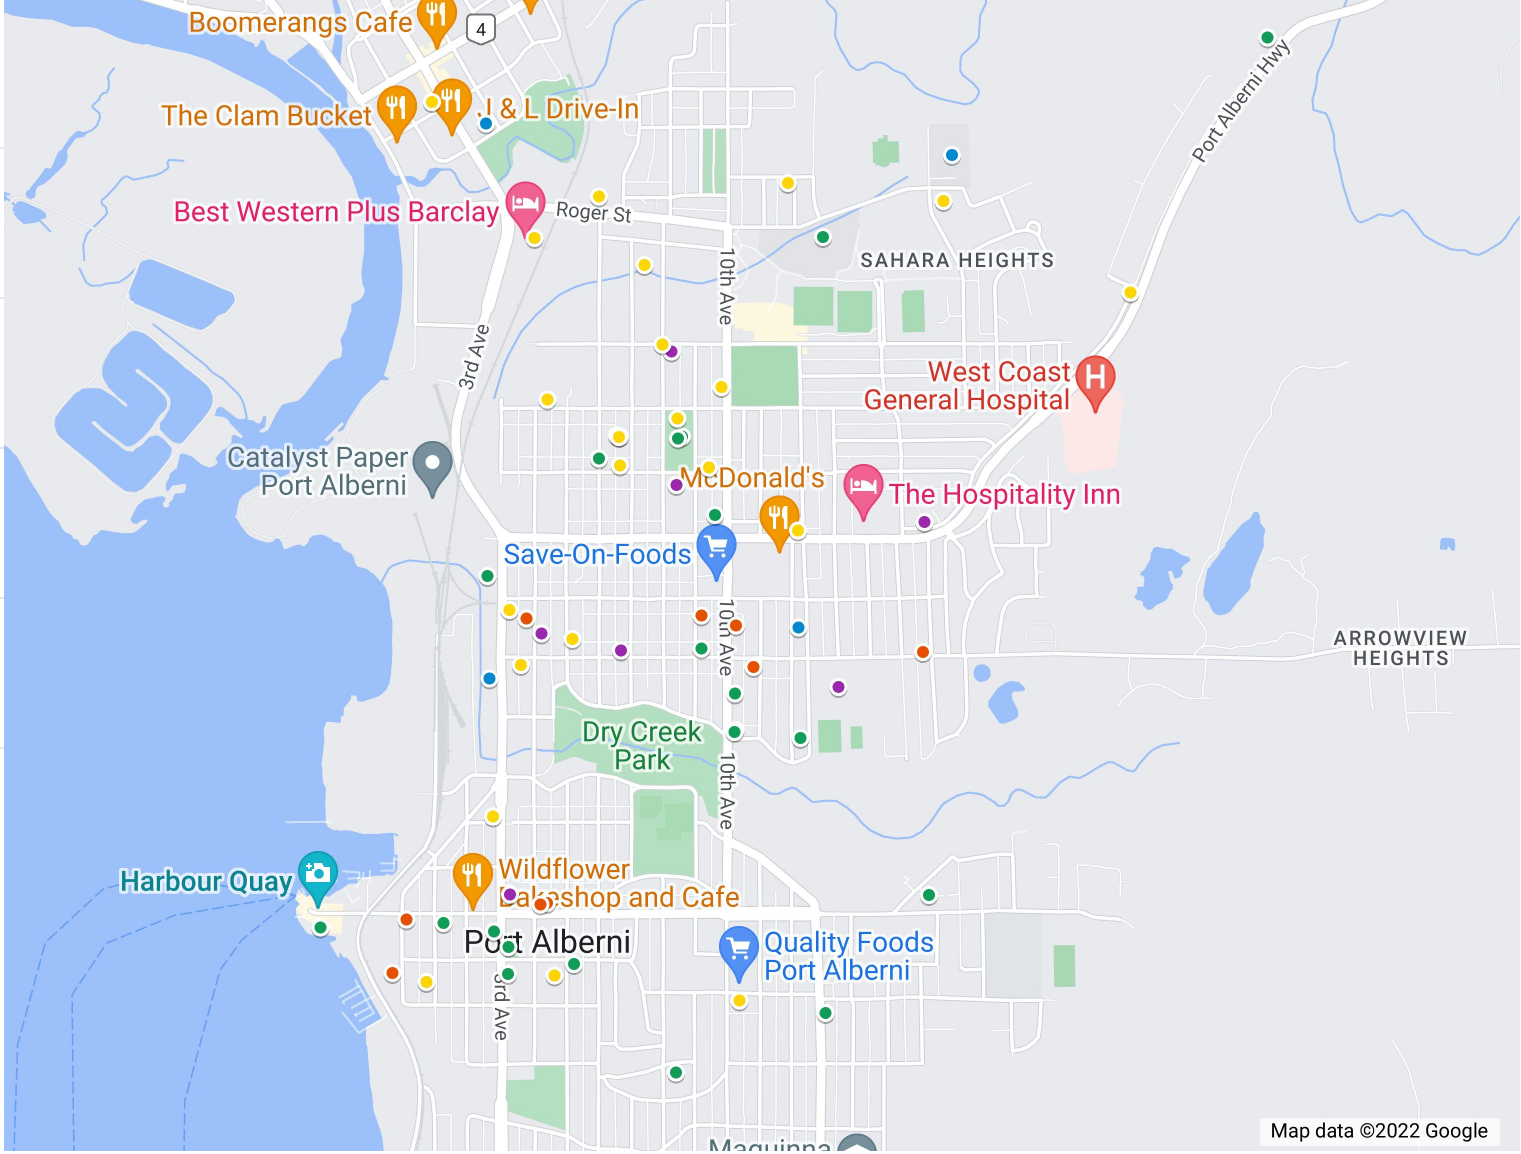 Boomerangs Cafe
4
The Clam Bucket
J & L Drive-In
Port Alberni Hwy
Best Western Plus Barclay
Roger St
SAHARA HEIGHTS
10th Ave
3rd Ave
West Coast
General Hospital
H
Catalyst Paper
Port Alberni
McDonald's
The Hospitality Inn
Save-On-Foods
10th Ave
ARROWVIEW
HEIGHTS
Dry Creek
Park
10th Ave
Harbour Quay
Wildflower
Bakeshop and Cafe
Port Alberni
Quality Foods
Port Alberni
3rd Ave
Maquinna
Map data ©2022 Google